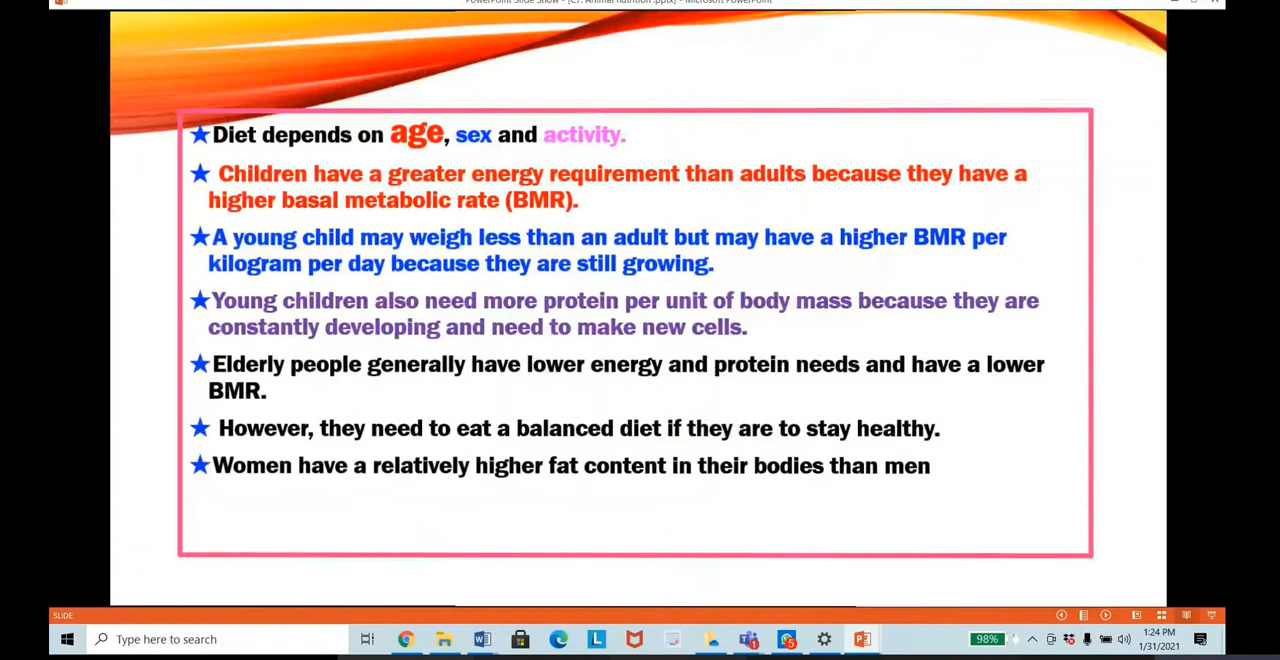 PowerPoint Slide Show - [C7. Animal nutrition .pptx] - Microsoft PowerPoint
★Diet depends on age, sex and activity.
★ Children have a greater energy requirement than adults because they have a
higher basal metabolic rate (BMR).
★A young child may weigh less than an adult but may have a higher BMR per
kilogram per day because they are still growing.
★Young children also need more protein per unit of body mass because they are
constantly developing and need to make new cells.
★Elderly people generally have lower energy and protein needs and have a lower
BMR.
★ However, they need to eat a balanced diet if they are to stay healthy.
★Women have a relatively higher fat content in their bodies than men
SLIDE
Type here to search
98%
1:24 PM
1/31/2021